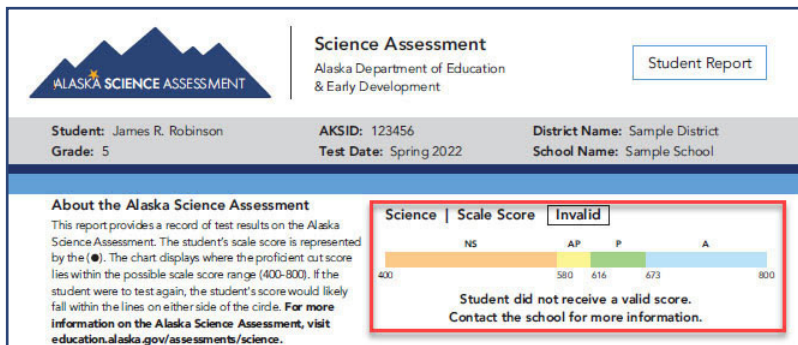 ALASKA SCIENCE ASSESSMENT
Science Assessment
Alaska Department of Education
& Early Development
Student Report
Student: James R. Robinson
AKSID: 123456
District Name: Sample District
Grade: 5
Test Date: Spring 2022
School Name: Sample School
About the Alaska Science Assessment
This report provides a record of test results on the Alaska
Science Assessment. The student's scale score is represented
by the (●). The chart displays where the proficient cut score
lies within the possible scale score range (400-800). If the
student were to test again, the student's score would likely
fall within the lines on either side of the circle. For more
information on the Alaska Science Assessment, visit
education.alaska.gov/assessments/science.
Science | Scale Score Invalid
NS AP P A
400 580 616 673 800
Student did not receive a valid score.
Contact the school for more information.